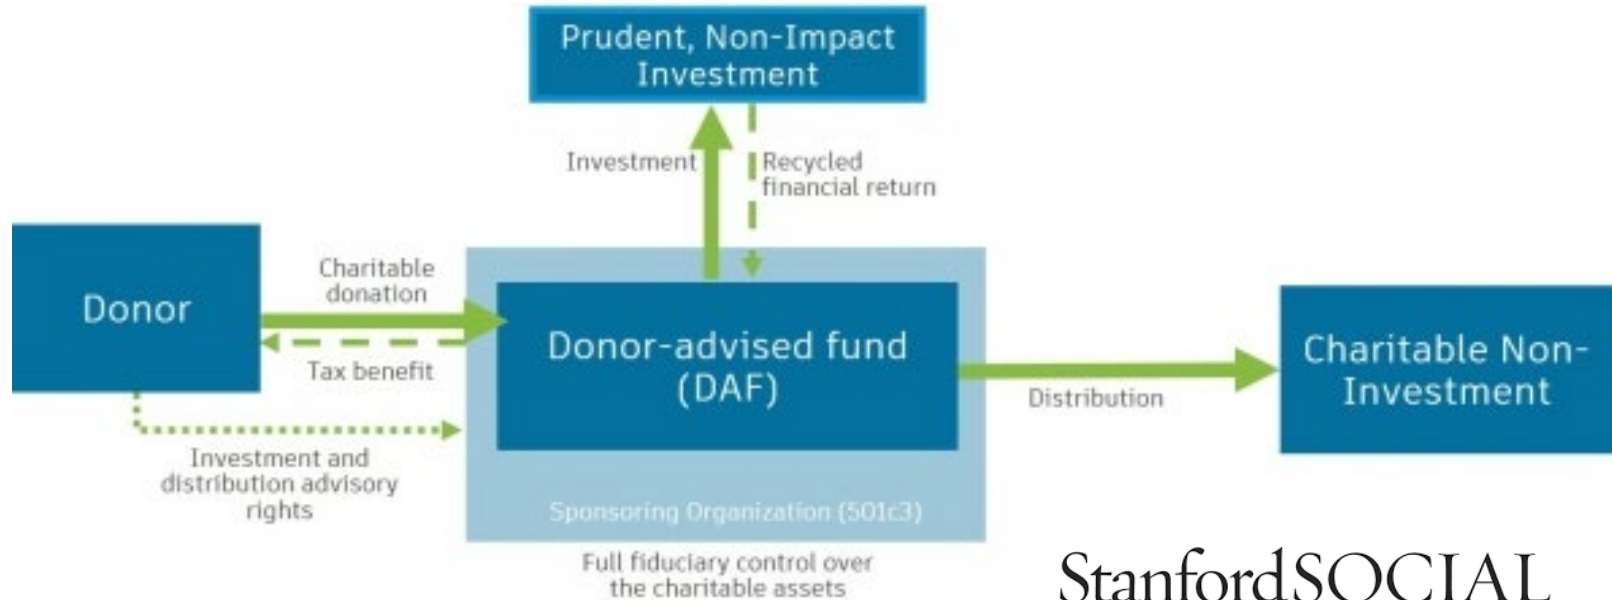 Prudent, Non-Impact
Investment
Investment
Recycled
financial return
Donor
Charitable
donation
Tax benefit
Investment and
distribution advisory
rights
Donor-advised fund
(DAF)
Sponsoring Organization (501c3)
Full fiduciary control over
the charitable assets
Distribution
Charitable Non-
Investment
StanfordSOCIAL